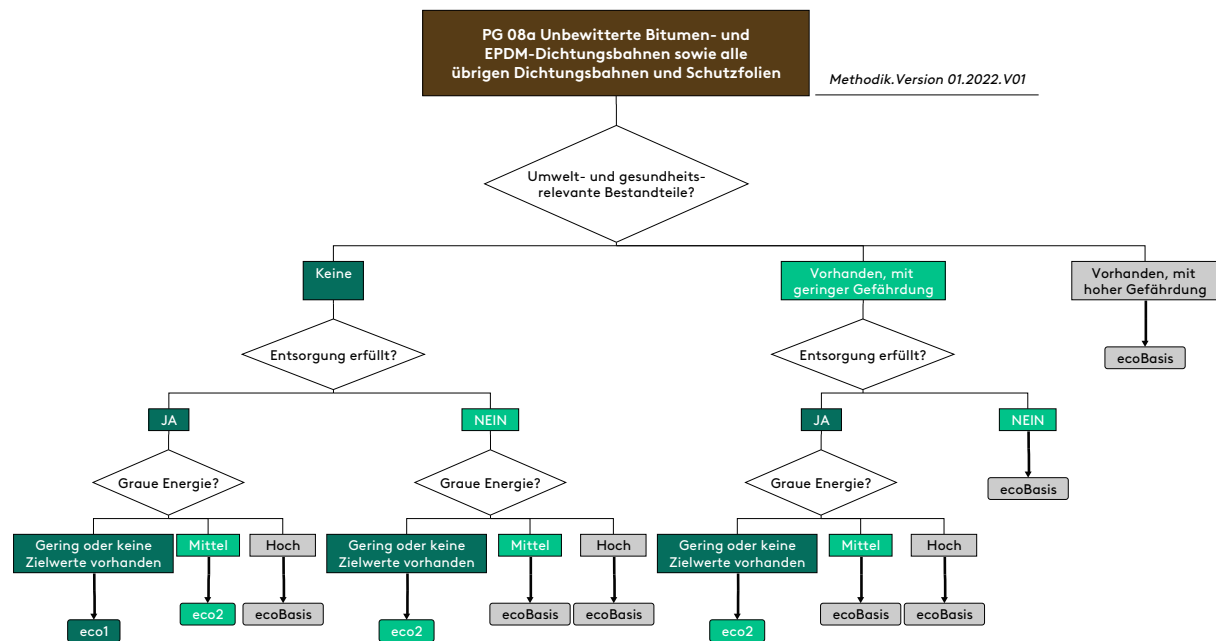 PG 08a Unbewitterte Bitumen- und
EPDM-Dichtungsbahnen sowie alle
übrigen Dichtungsbahnen und Schutzfolien
Methodik.Version 01.2022.V01
Umwelt- und gesundheits-
relevante Bestandteile?
Keine
Vorhanden, mit
geringer Gefährdung
Vorhanden, mit
hoher Gefährdung
Entsorgung erfüllt?
Entsorgung erfüllt?
ecoBasis
JA
NEIN
JA
NEIN
Graue Energie?
Graue Energie?
Graue Energie?
ecoBasis
Gering oder keine
Zielwerte vorhanden
Mittel
Hoch
Gering oder keine
Zielwerte vorhanden
Mittel
Hoch
Gering oder keine
Zielwerte vorhanden
Mittel
Hoch
eco1
eco2
ecoBasis
eco2
ecoBasis
ecoBasis
eco2
ecoBasis
ecoBasis